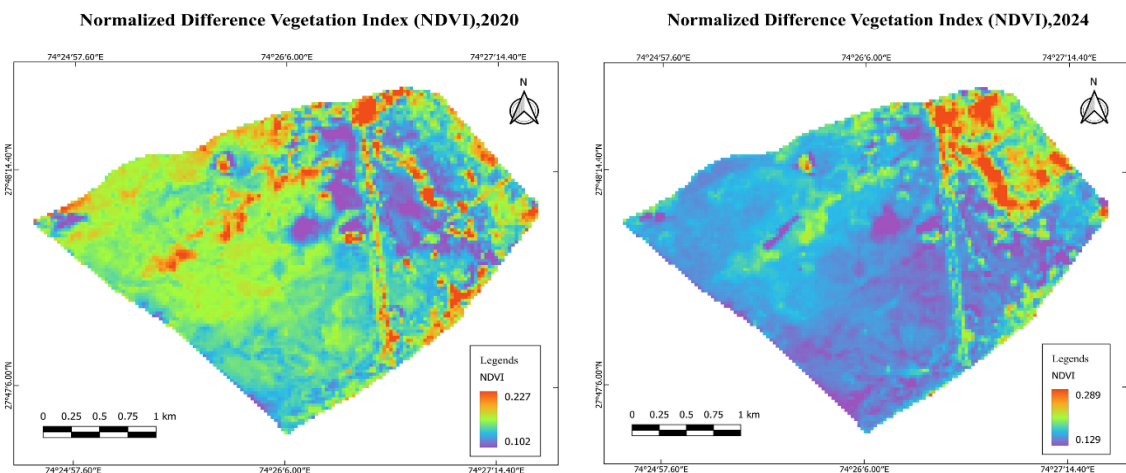 Normalized Difference Vegetation Index (NDVI),2020
74°24'57.60"E 74°26'6.00"E 74°27'14.40"E
N
27°48'14.40"N
27°47'6.00"N
Legends
NDVI
0.227
0.102
0 0.25 0.5 0.75 1 km
74°24'57.60"E 74°26'6.00"E 74°27'14.40"E
Normalized Difference Vegetation Index (NDVI),2024
74°24'57.60"E 74°26'6.00"E 74°27'14.40"E
N
27°48'14.40"N
27°47'6.00"N
Legends
NDVI
0.289
0.129
0 0.25 0.5 0.75 1 km
74°24'57.60"E 74°26'6.00"E 74°27'14.40"E